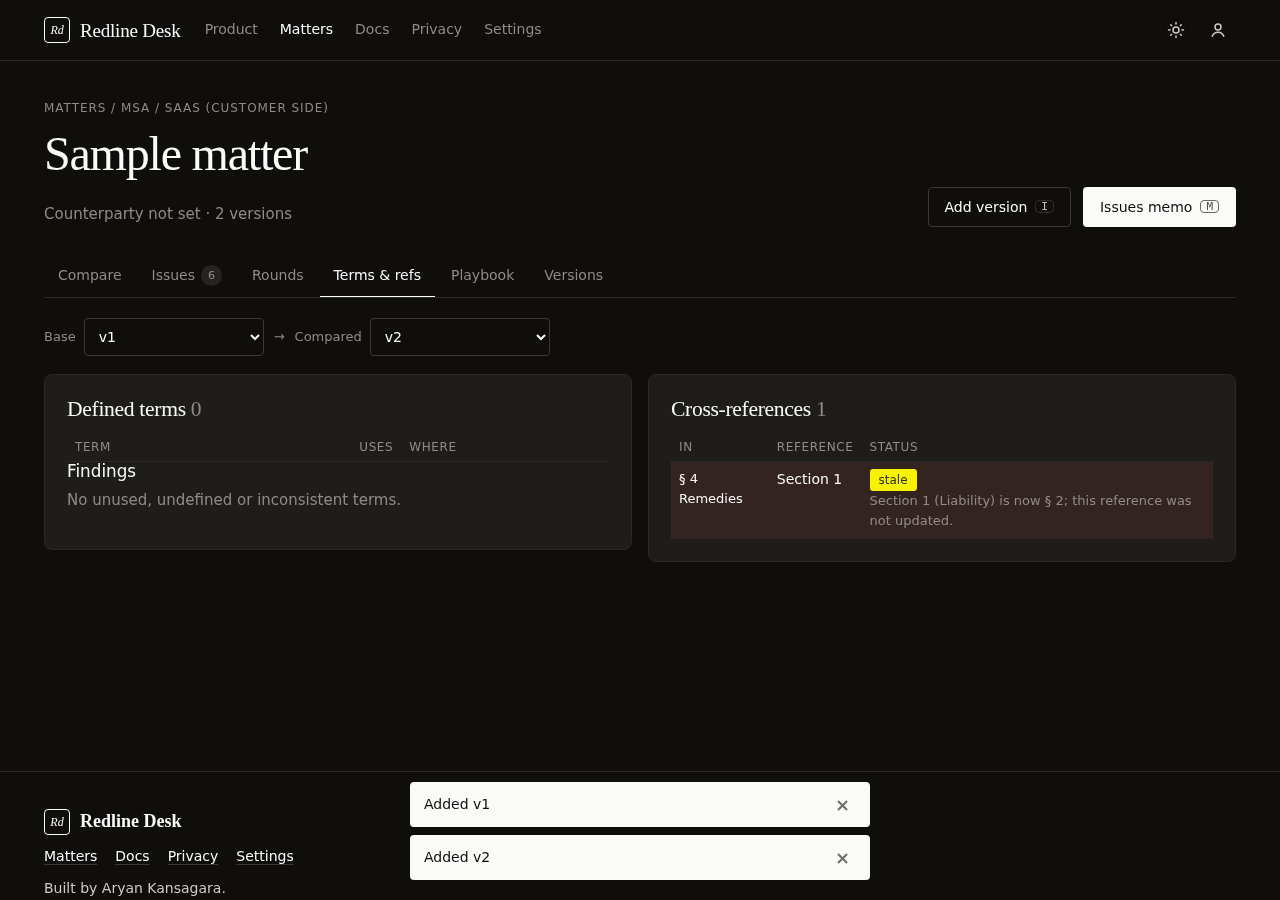 Rd Redline Desk Product Matters Docs Privacy Settings
MATTERS / MSA / SAAS (CUSTOMER SIDE)
Sample matter
Counterparty not set · 2 versions
Add version I Issues memo M
Compare Issues 6 Rounds Terms & refs Playbook Versions
Base v1 → Compared v2
Defined terms 0
TERM USES WHERE
Findings
No unused, undefined or inconsistent terms.
Cross-references 1
IN REFERENCE STATUS
§ 4 Section 1 stale
Remedies
Section 1 (Liability) is now § 2; this reference was
not updated.
Added v1 ×
Added v2 ×
Rd Redline Desk
Matters Docs Privacy Settings
Built by Aryan Kansagara.